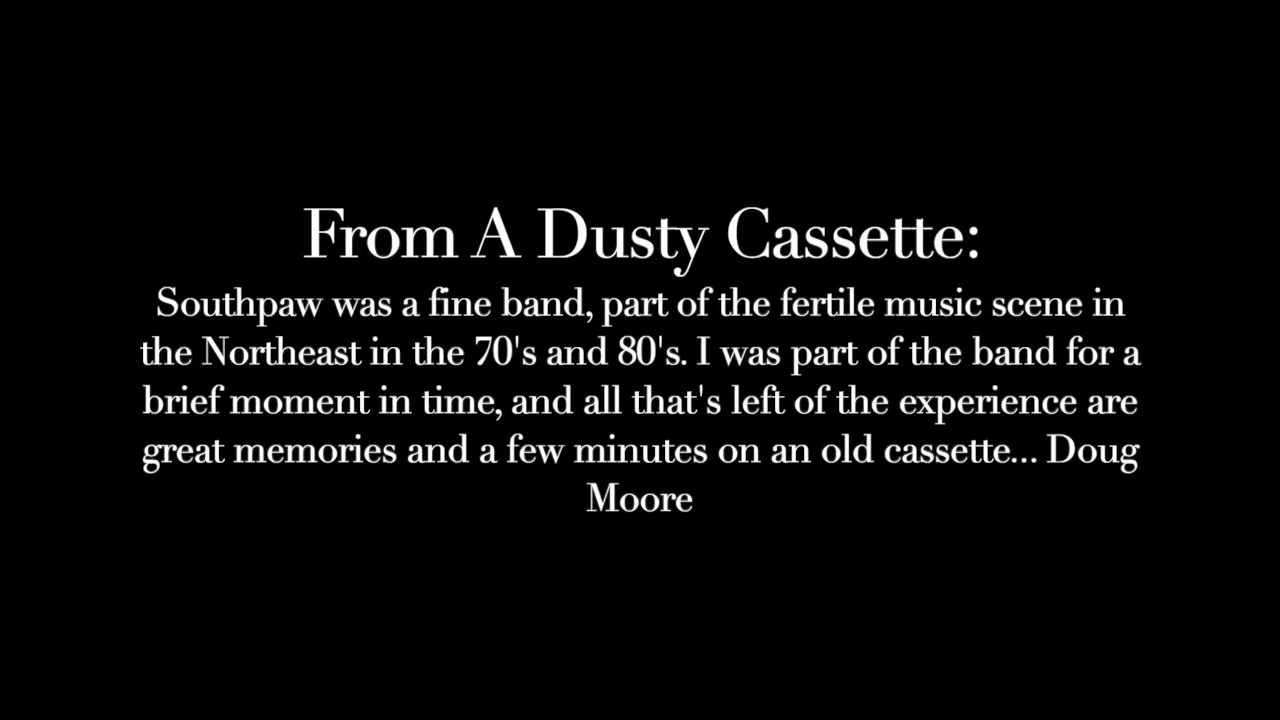 From A Dusty Cassette:
Southpaw was a fine band, part of the fertile music scene in
the Northeast in the 70's and 80's. I was part of the band for a
brief moment in time, and all that's left of the experience are
great memories and a few minutes on an old cassette... Doug
Moore